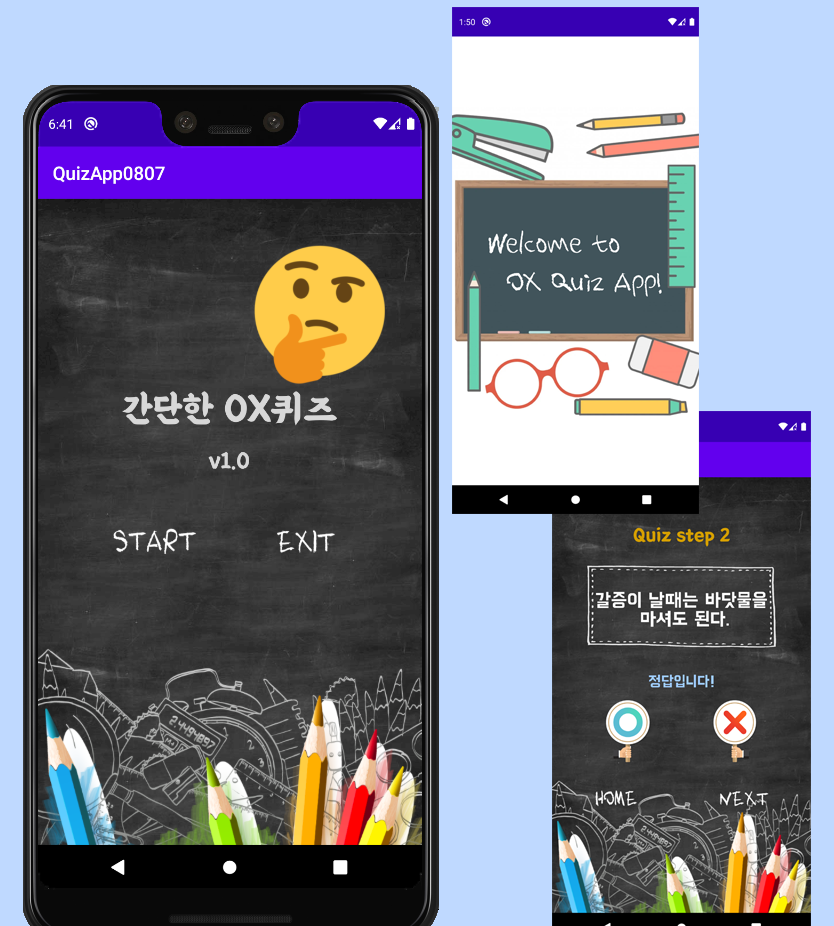 6:41
QuizApp0807
간단한 OX퀴즈
v1.0
START
EXIT
1:50
Welcome to
OX Quiz App!
Quiz step 2
갈증이 날때는 바닷물을
마셔도 된다.
정답입니다!
HOME
NEXT